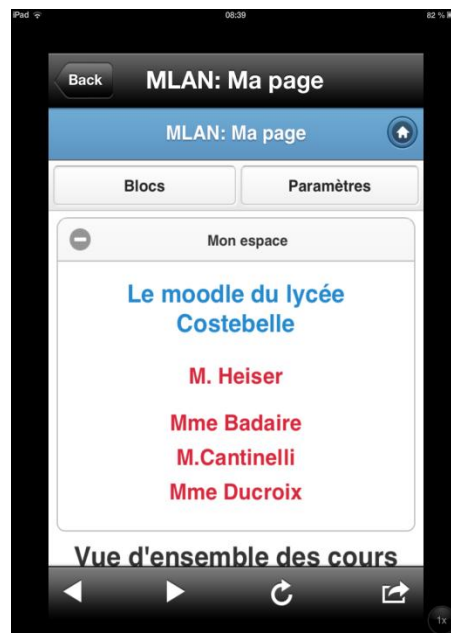 iPad 08:39 82 %
Back MLAN: Ma page
MLAN: Ma page
Blocs Paramètres
Mon espace
Le moodle du lycée
Costebelle
M. Heiser
Mme Badaire
M.Cantinelli
Mme Ducroix
Vue d'ensemble des cours
1x